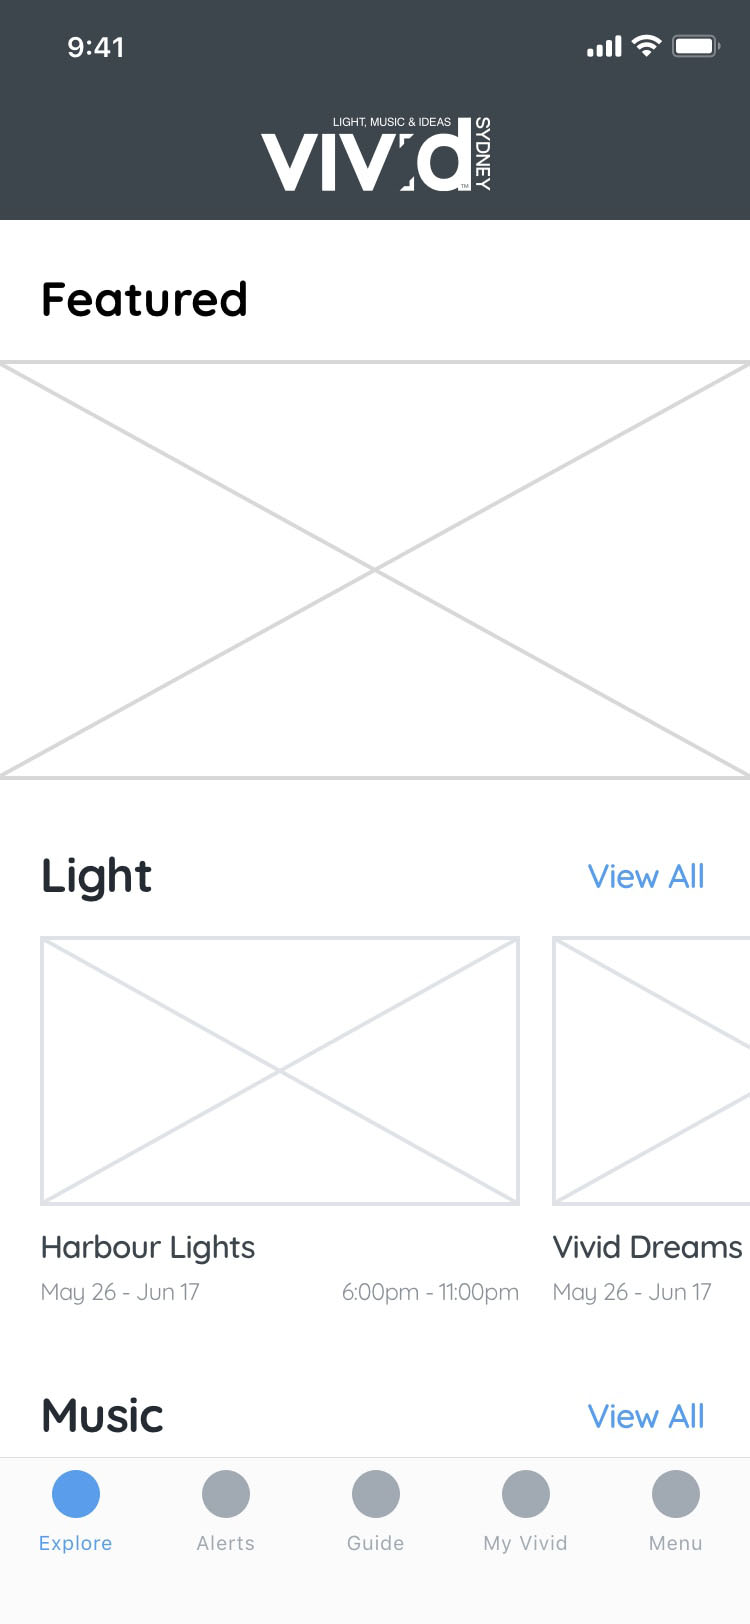 9:41
LIGHT, MUSIC & IDEAS
vivid
SYDNEY
TM
Featured
Light
View All
Harbour Lights
May 26 - Jun 17
6:00pm - 11:00pm
Vivid Dreams
May 26 - Jun 17
Music
View All
Explore
Alerts
Guide
My Vivid
Menu